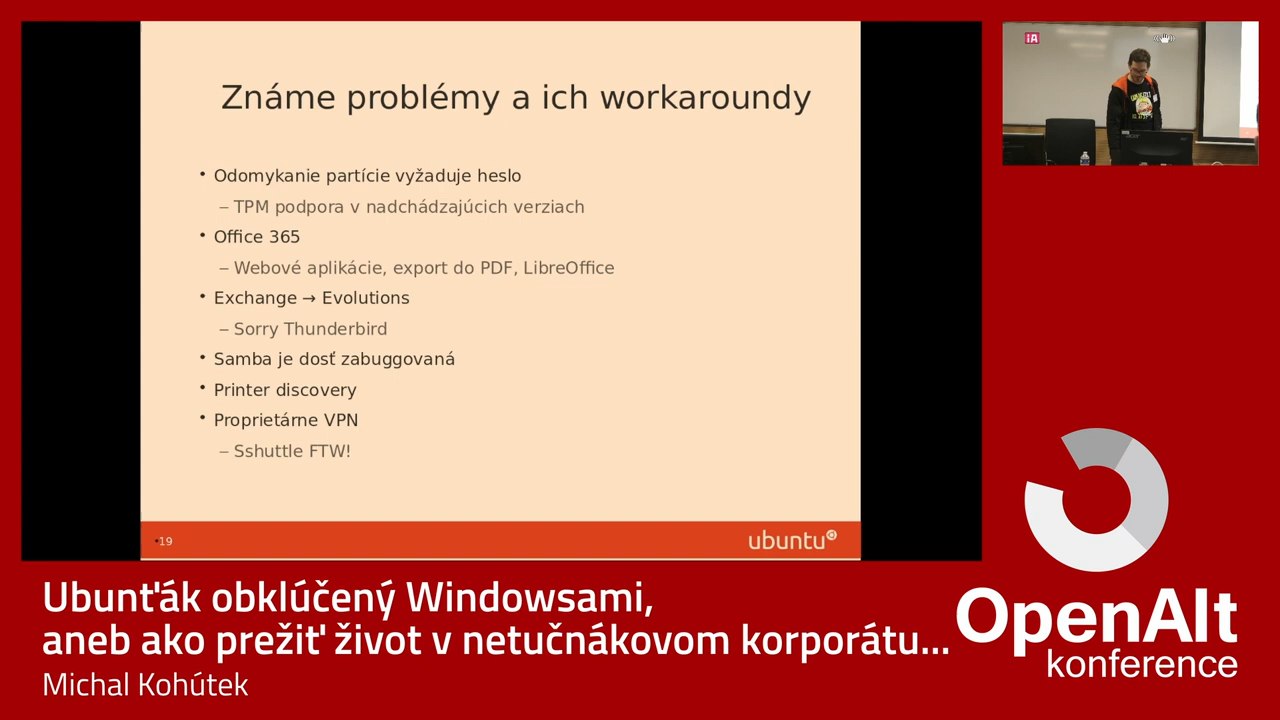 Známe problémy a ich workaroundy
• Odomykanie partície vyžaduje heslo
– TPM podpora v nadchádzajúcich verziach
• Office 365
– Webové aplikácie, export do PDF, LibreOffice
• Exchange → Evolutions
– Sorry Thunderbird
• Samba je dosť zabuggovaná
• Printer discovery
• Proprietárne VPN
– Sshuttle FTW!
•19
ubuntu
Ubunťák obklúčený Windowsami,
aneb ako prežiť život v netučnákovom korporátu...
Michal Kohútek
OpenAlt
konference